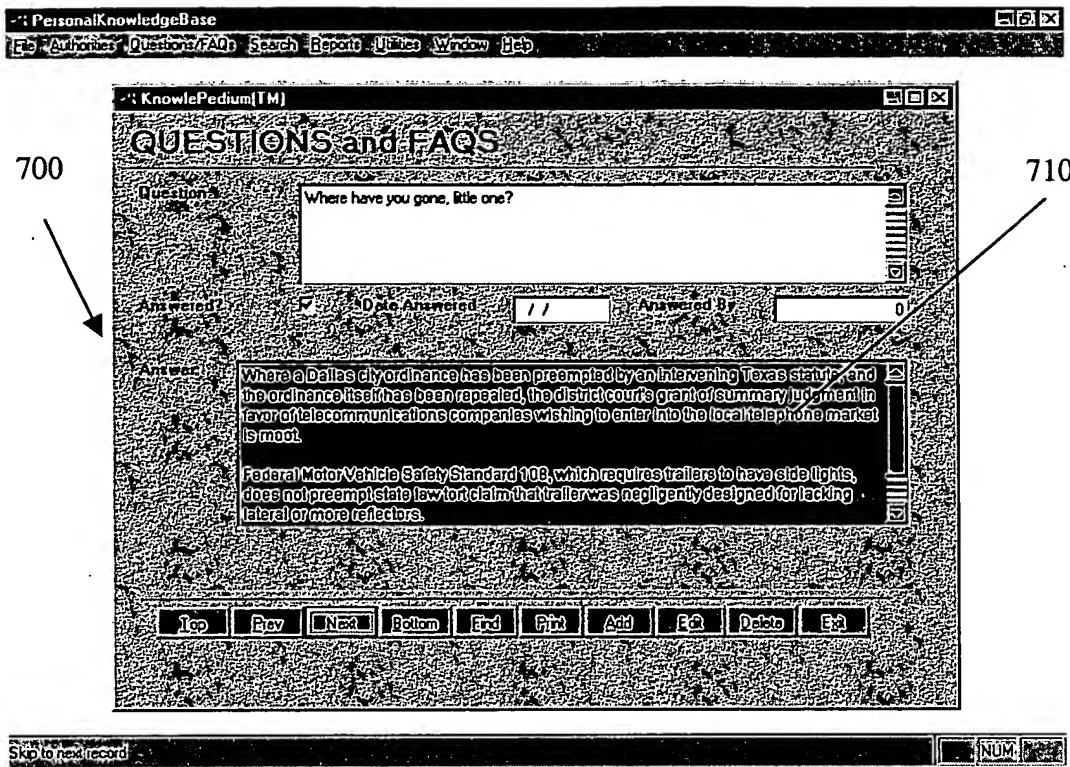 PersonalKnowledgeBase
File Authorities Questions/FAQs Search Reports Utilities Window Help
KnowlePedium[TM]
QUESTIONS and FAQS
700
710
Question
Where have you gone, little one?
Answered?
Date Answered
/ /
Answered By
0
Answer
Where a Dallas city ordinance has been preempted by an intervening Texas statute, and
the ordinance itself has been repealed, the district court's grant of summary judgment in
favor of telecommunications companies wishing to enter into the local telephone market
is moot.
Federal Motor Vehicle Safety Standard 108, which requires trailers to have side lights,
does not preempt state law tort claim that trailer was negligently designed for lacking
lateral or more reflectors.
Top Prev Next Bottom Find Print Add Edit Delete Exit
Skip to next record
NUM